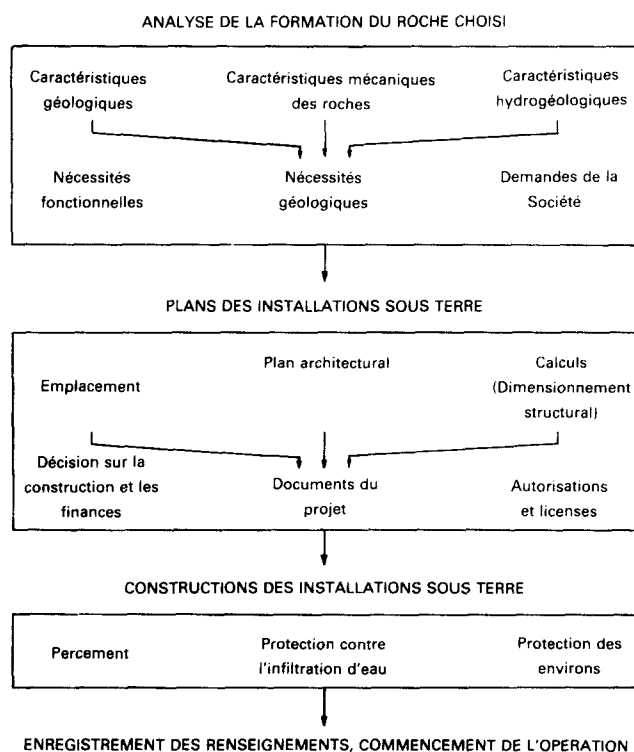 ANALYSE DE LA FORMATION DU ROCHE CHOISI
Caractéristiques
géologiques
Caractéristiques mécaniques
des roches
Caractéristiques
hydrogéologiques
Nécessités
fonctionnelles
Nécessités
géologiques
Demandes de la
Société
PLANS DES INSTALLATIONS SOUS TERRE
Emplacement
Plan architectural
Calculs
(Dimensionnement
structural)
Décision sur la
construction et les
finances
Documents du
projet
Autorisations
et licenses
CONSTRUCTIONS DES INSTALLATIONS SOUS TERRE
Percement
Protection contre
l'infiltration d'eau
Protection des
environs
ENREGISTREMENT DES RENSEIGNEMENTS, COMMENCEMENT DE L'OPERATION